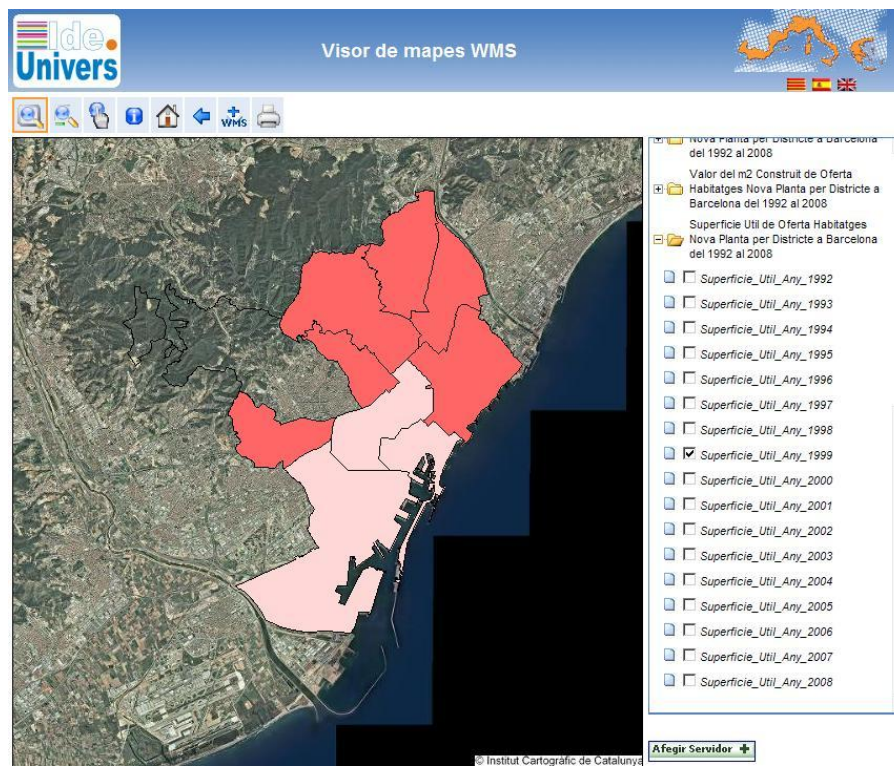 Ide.
Univers
Visor de mapes WMS
WMS
Nova Planta per Districte a Barcelona
del 1992 al 2008
Valor del m2 Construit de Oferta
Habitatges Nova Planta per Districte a
Barcelona del 1992 al 2008
Superficie Util de Oferta Habitatges
Nova Planta per Districte a Barcelona
del 1992 al 2008
Superficie_Util_Any_1992
Superficie_Util_Any_1993
Superficie_Util_Any_1994
Superficie_Util_Any_1995
Superficie_Util_Any_1996
Superficie_Util_Any_1997
Superficie_Util_Any_1998
Superficie_Util_Any_1999
Superficie_Util_Any_2000
Superficie_Util_Any_2001
Superficie_Util_Any_2002
Superficie_Util_Any_2003
Superficie_Util_Any_2004
Superficie_Util_Any_2005
Superficie_Util_Any_2006
Superficie_Util_Any_2007
Superficie_Util_Any_2008
Afegir Servidor
© Institut Cartogràfic de Catalunya